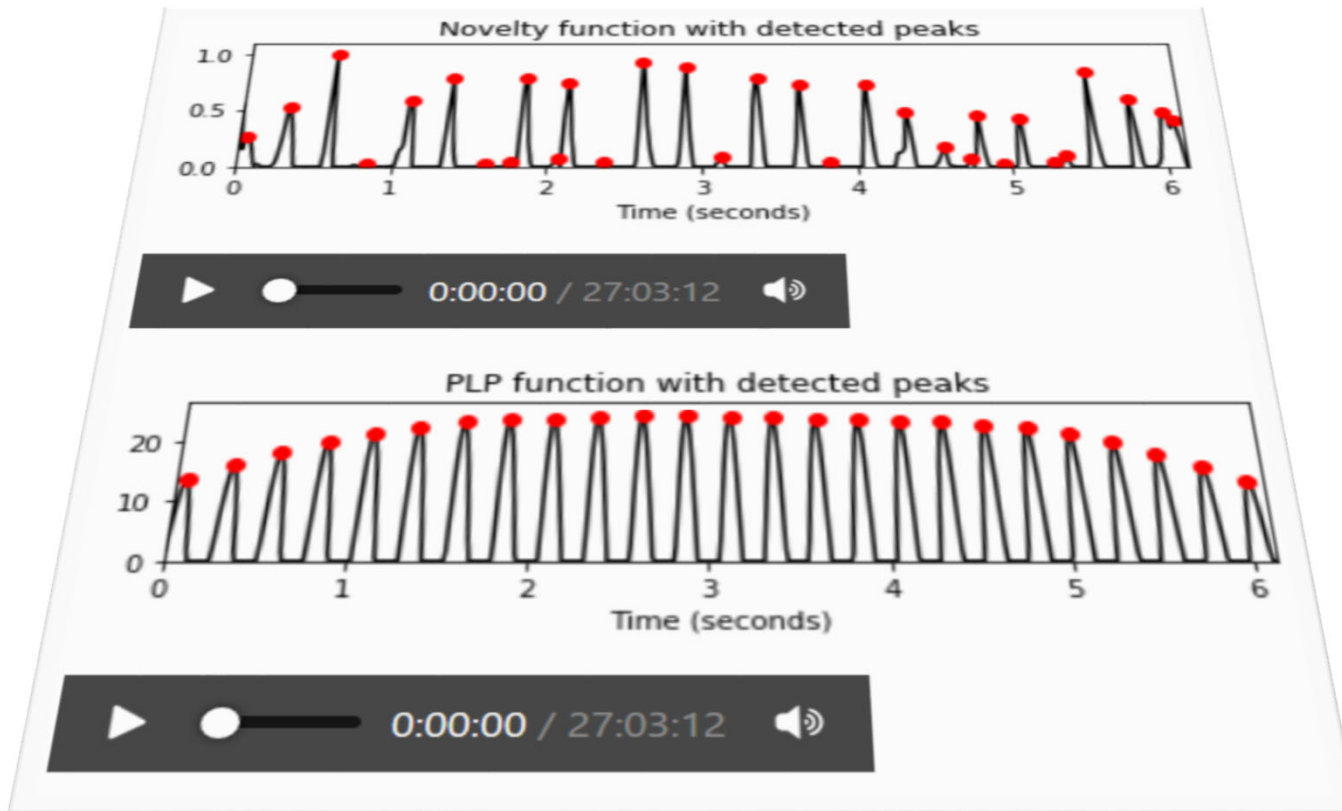 Novelty function with detected peaks
1.0
0.5
0.0
0 1 2 3 4 5 6
Time (seconds)
0:00:00 / 27:03:12
PLP function with detected peaks
20
10
0
0 1 2 3 4 5 6
Time (seconds)
0:00:00 / 27:03:12